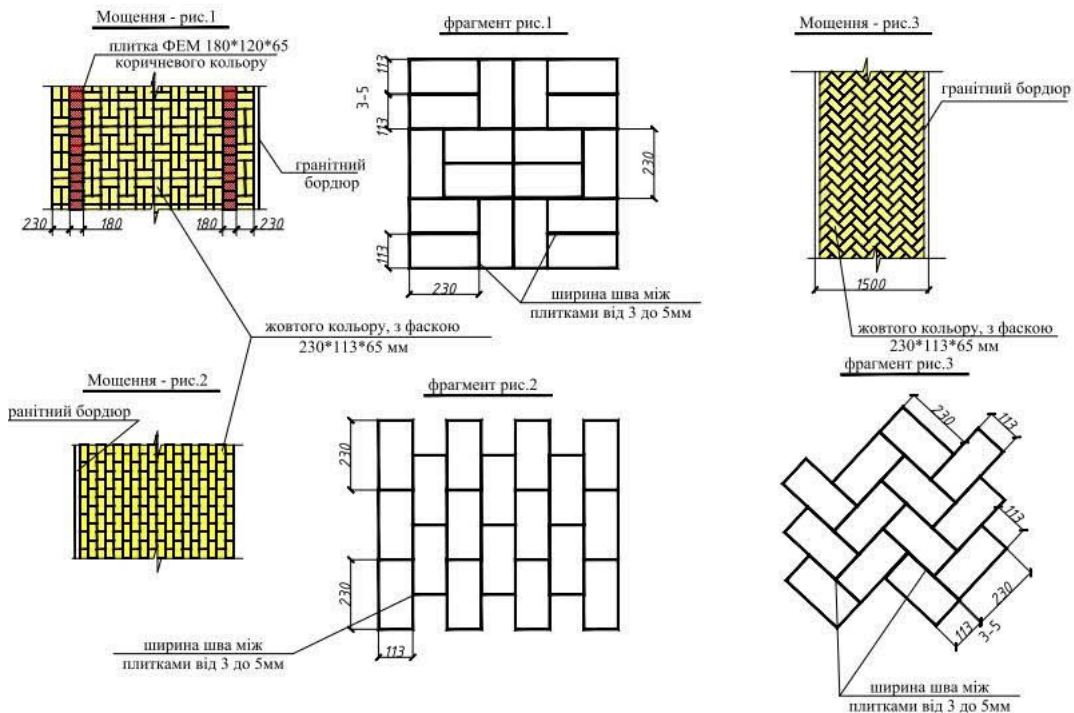 Мощення - рис.1
плитка ФЕМ 180*120*65
коричневого кольору
гранітний
бордюр
230
180
180
230
фрагмент рис.1
113
3-5
113
230
113
230
ширина шва між
плитками від 3 до 5мм
Мощення - рис.3
гранітний бордюр
1500
жовтого кольору, з фаскою
230*113*65 мм
жовтого кольору, з фаскою
230*113*65 мм
Мощення - рис.2
ранітний бордюр
фрагмент рис.2
230
230
113
ширина шва між
плитками від 3 до 5мм
фрагмент рис.3
230
113
113
230
113
3-5
ширина шва між
плитками від 3 до 5мм